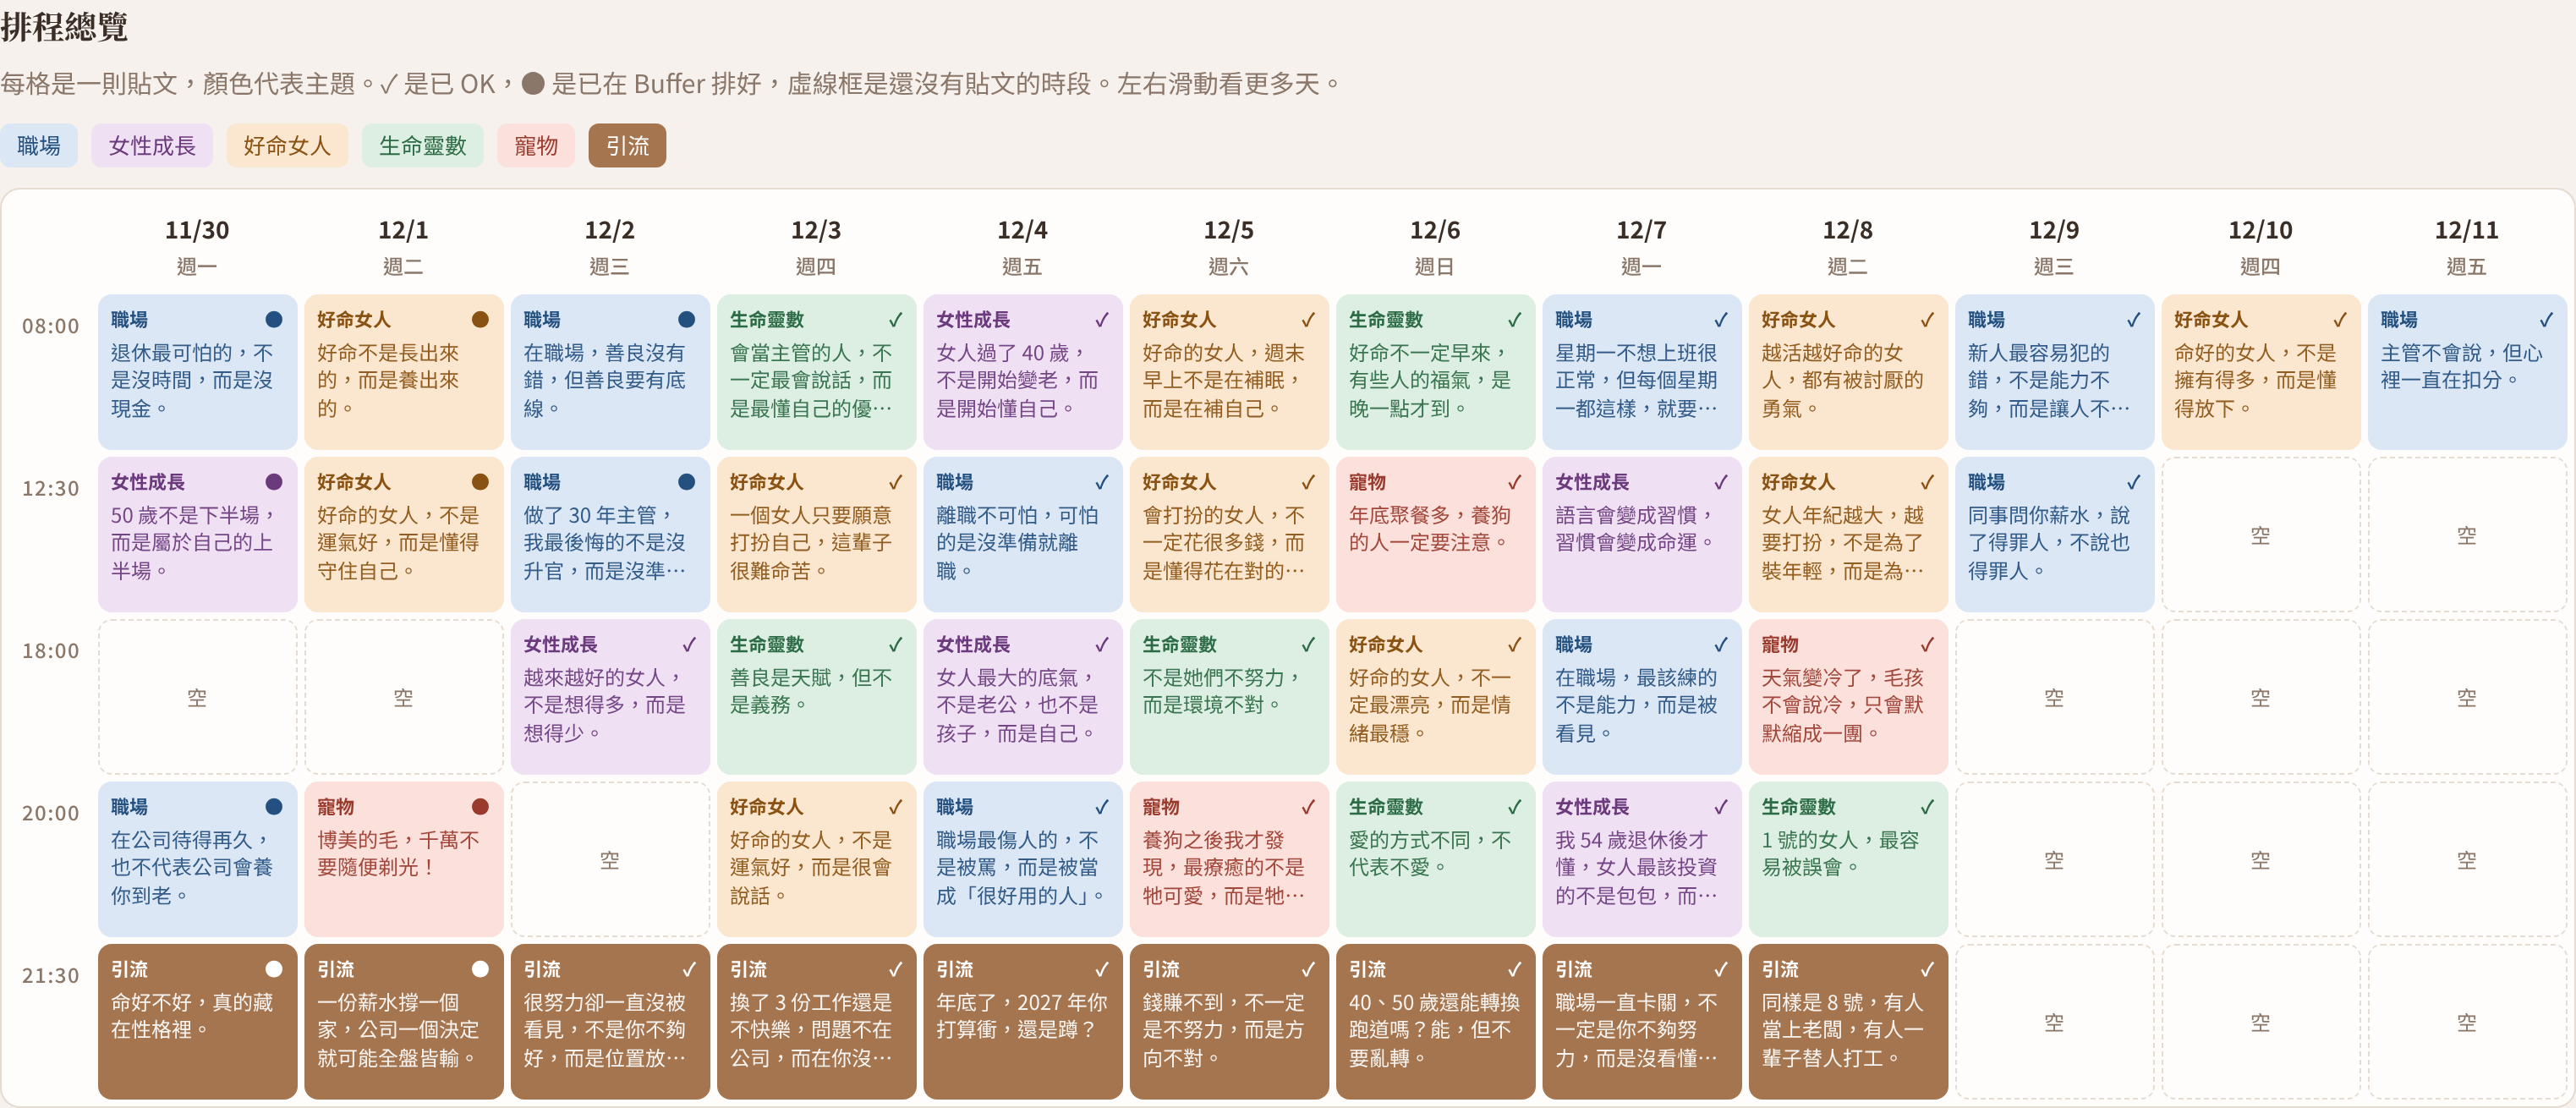 排程總覽
每格是一則貼文，顏色代表主題。✓ 是已 OK，● 是已在 Buffer 排好，虛線框是還沒有貼文的時段。左右滑動看更多天。
職場 女性成長 好命女人 生命靈數 寵物 引流
11/30 12/1 12/2 12/3 12/4 12/5 12/6 12/7 12/8 12/9 12/10 12/11
週一 週二 週三 週四 週五 週六 週日 週一 週二 週三 週四 週五
08:00
職場 ●
退休最可怕的，不
是沒時間，而是沒
現金。
好命女人 ●
好命不是長出來
的，而是養出來
的。
職場 ●
在職場，善良沒有
錯，但善良要有底
線。
生命靈數 ✓
會當主管的人，不
一定最會說話，而
是最懂自己的優…
女性成長 ✓
女人過了 40 歲，
不是開始變老，而
是開始懂自己。
好命女人 ✓
好命的女人，週末
早上不是在補眠，
而是在補自己。
生命靈數 ✓
好命不一定早來，
有些人的福氣，是
晚一點才到。
職場 ✓
星期一不想上班很
正常，但每個星期
一都這樣，就要…
好命女人 ✓
越活越好命的女
人，都有被討厭的
勇氣。
職場 ✓
新人最容易犯的
錯，不是能力不
夠，而是讓人不…
好命女人 ✓
命好的女人，不是
擁有得多，而是懂
得放下。
職場 ✓
主管不會說，但心
裡一直在扣分。
12:30
女性成長 ●
50 歲不是下半場，
而是屬於自己的上
半場。
好命女人 ●
好命的女人，不是
運氣好，而是懂得
守住自己。
職場 ●
做了 30 年主管，
我最後悔的不是沒
升官，而是沒準…
好命女人 ✓
一個女人只要願意
打扮自己，這輩子
很難命苦。
職場 ✓
離職不可怕，可怕
的是沒準備就離
職。
好命女人 ✓
會打扮的女人，不
一定花很多錢，而
是懂得花在對的…
寵物 ✓
年底聚餐多，養狗
的人一定要注意。
女性成長 ✓
語言會變成習慣，
習慣會變成命運。
好命女人 ✓
女人年紀越大，越
要打扮，不是為了
裝年輕，而是為…
職場 ✓
同事問你薪水，說
了得罪人，不說也
得罪人。
空
空
18:00
空
空
女性成長 ✓
越來越好的女人，
不是想得多，而是
想得少。
生命靈數 ✓
善良是天賦，但不
是義務。
女性成長 ✓
女人最大的底氣，
不是老公，也不是
孩子，而是自己。
生命靈數 ✓
不是她們不努力，
而是環境不對。
好命女人 ✓
好命的女人，不一
定最漂亮，而是情
緒最穩。
職場 ✓
在職場，最該練的
不是能力，而是被
看見。
寵物 ✓
天氣變冷了，毛孩
不會說冷，只會默
默縮成一團。
空
空
空
20:00
職場 ●
在公司待得再久，
也不代表公司會養
你到老。
寵物 ●
博美的毛，千萬不
要隨便剃光！
空
好命女人 ✓
好命的女人，不是
運氣好，而是很會
說話。
職場 ✓
職場最傷人的，不
是被罵，而是被當
成「很好用的人」。
寵物 ✓
養狗之後我才發
現，最療癒的不是
牠可愛，而是牠…
生命靈數 ✓
愛的方式不同，不
代表不愛。
女性成長 ✓
我 54 歲退休後才
懂，女人最該投資
的不是包包，而…
生命靈數 ✓
1 號的女人，最容
易被誤會。
空
空
空
21:30
引流 ●
命好不好，真的藏
在性格裡。
引流 ●
一份薪水撐一個
家，公司一個決定
就可能全盤皆輸。
引流 ✓
很努力卻一直沒被
看見，不是你不夠
好，而是位置放…
引流 ✓
換了 3 份工作還是
不快樂，問題不在
公司，而在你沒…
引流 ✓
年底了，2027 年你
打算衝，還是蹲？
引流 ✓
錢賺不到，不一定
是不努力，而是方
向不對。
引流 ✓
40、50 歲還能轉換
跑道嗎？能，但不
要亂轉。
引流 ✓
職場一直卡關，不
一定是你不夠努
力，而是沒看懂…
引流 ✓
同樣是 8 號，有人
當上老闆，有人一
輩子替人打工。
空
空
空